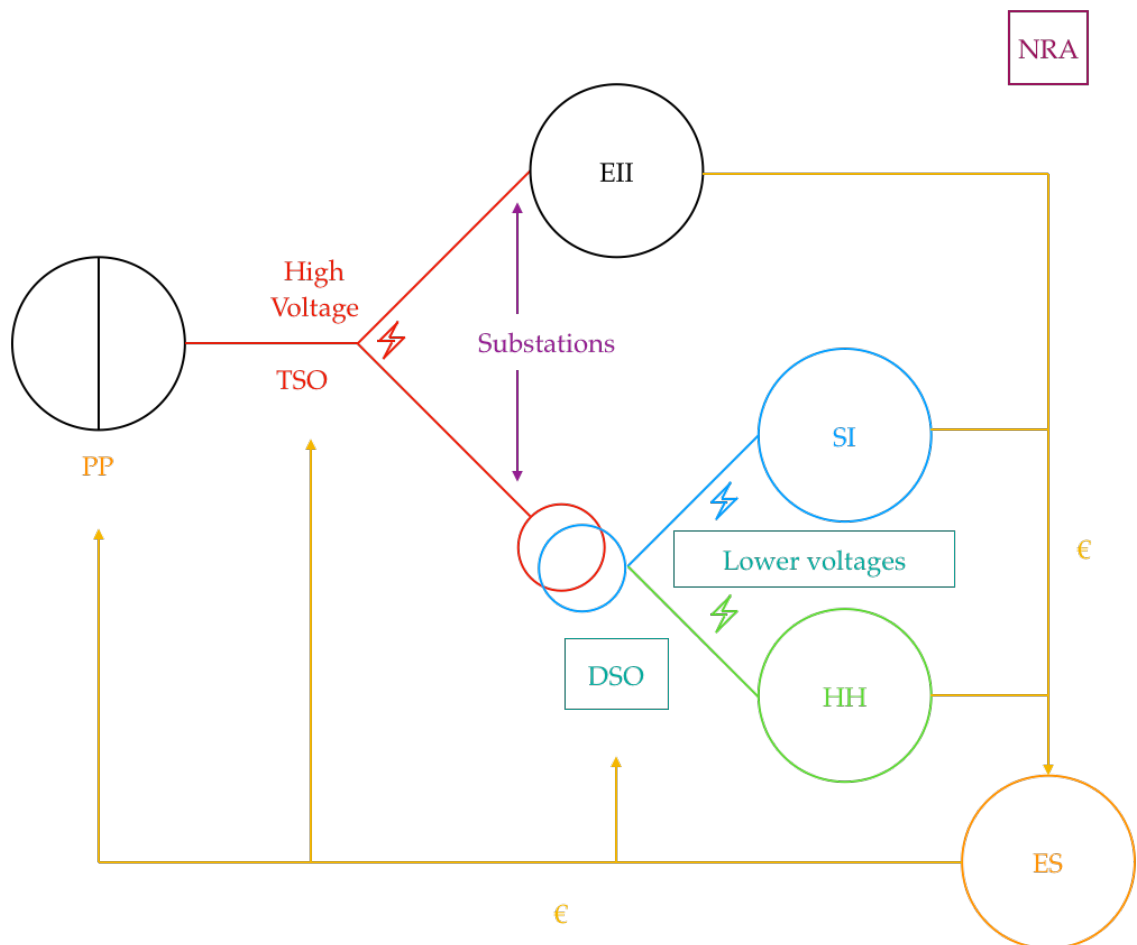 NRA
EII
High
Voltage
Substations
TSO
SI
PP
€
Lower voltages
DSO
HH
ES
€